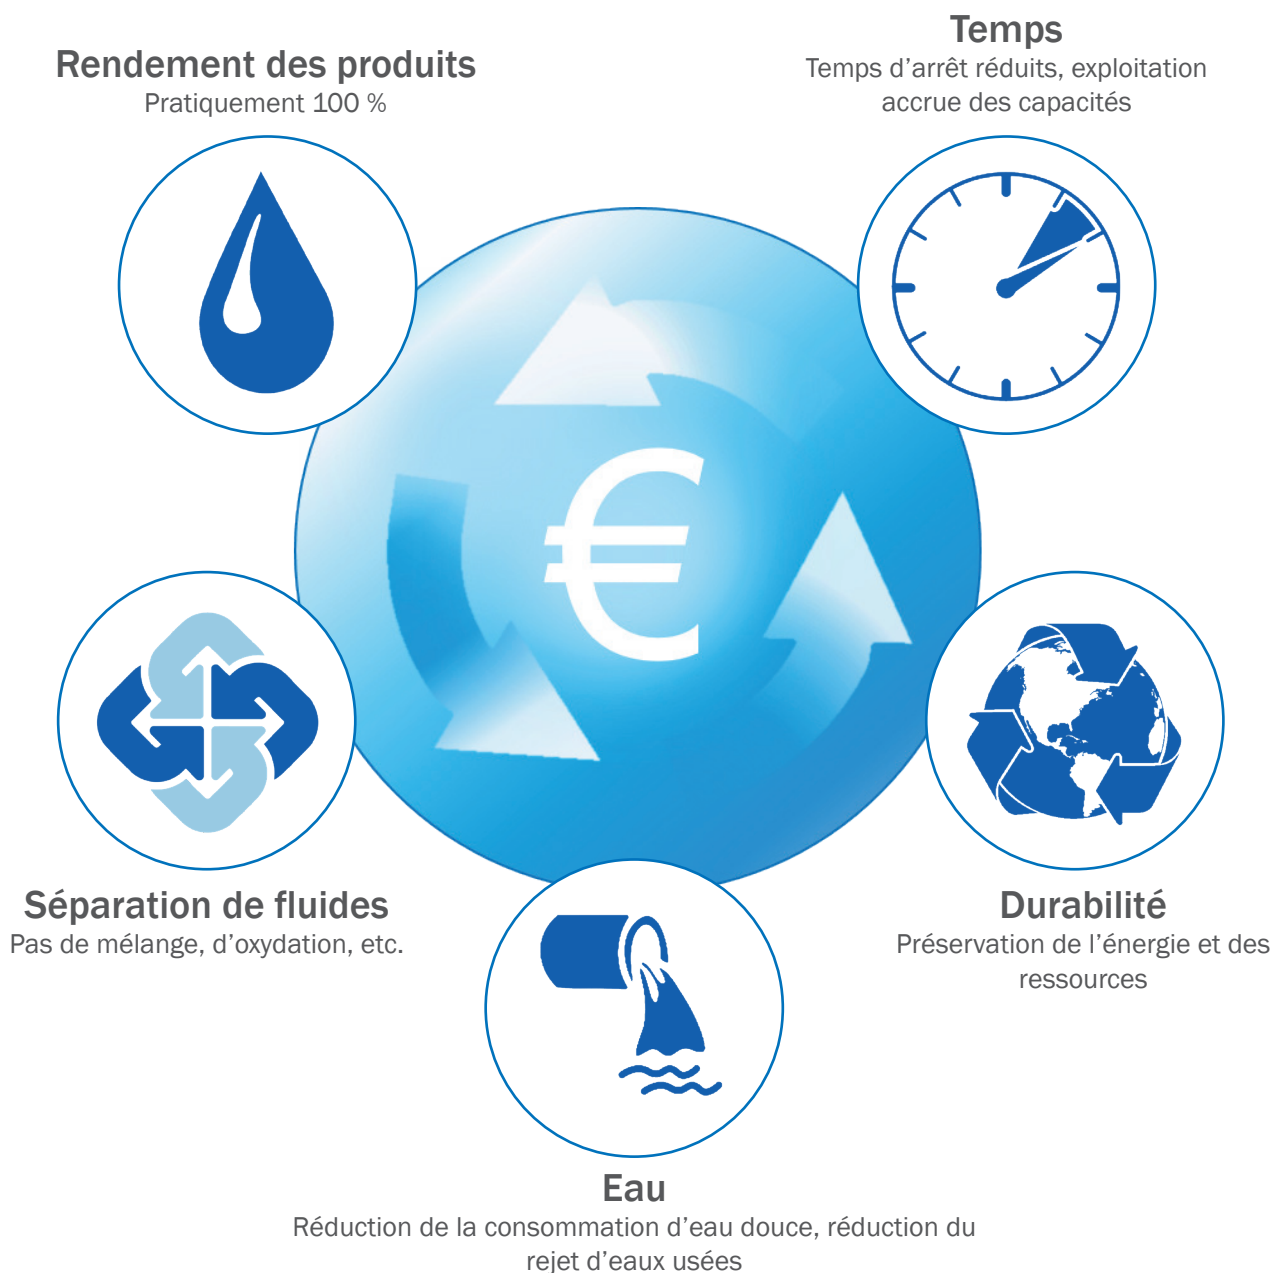 Rendement des produits
Pratiquement 100 %
Temps
Temps d’arrêt réduits, exploitation
accrue des capacités
€
Séparation de fluides
Pas de mélange, d’oxydation, etc.
Durabilité
Préservation de l’énergie et des
ressources
Eau
Réduction de la consommation d’eau douce, réduction du
rejet d’eaux usées